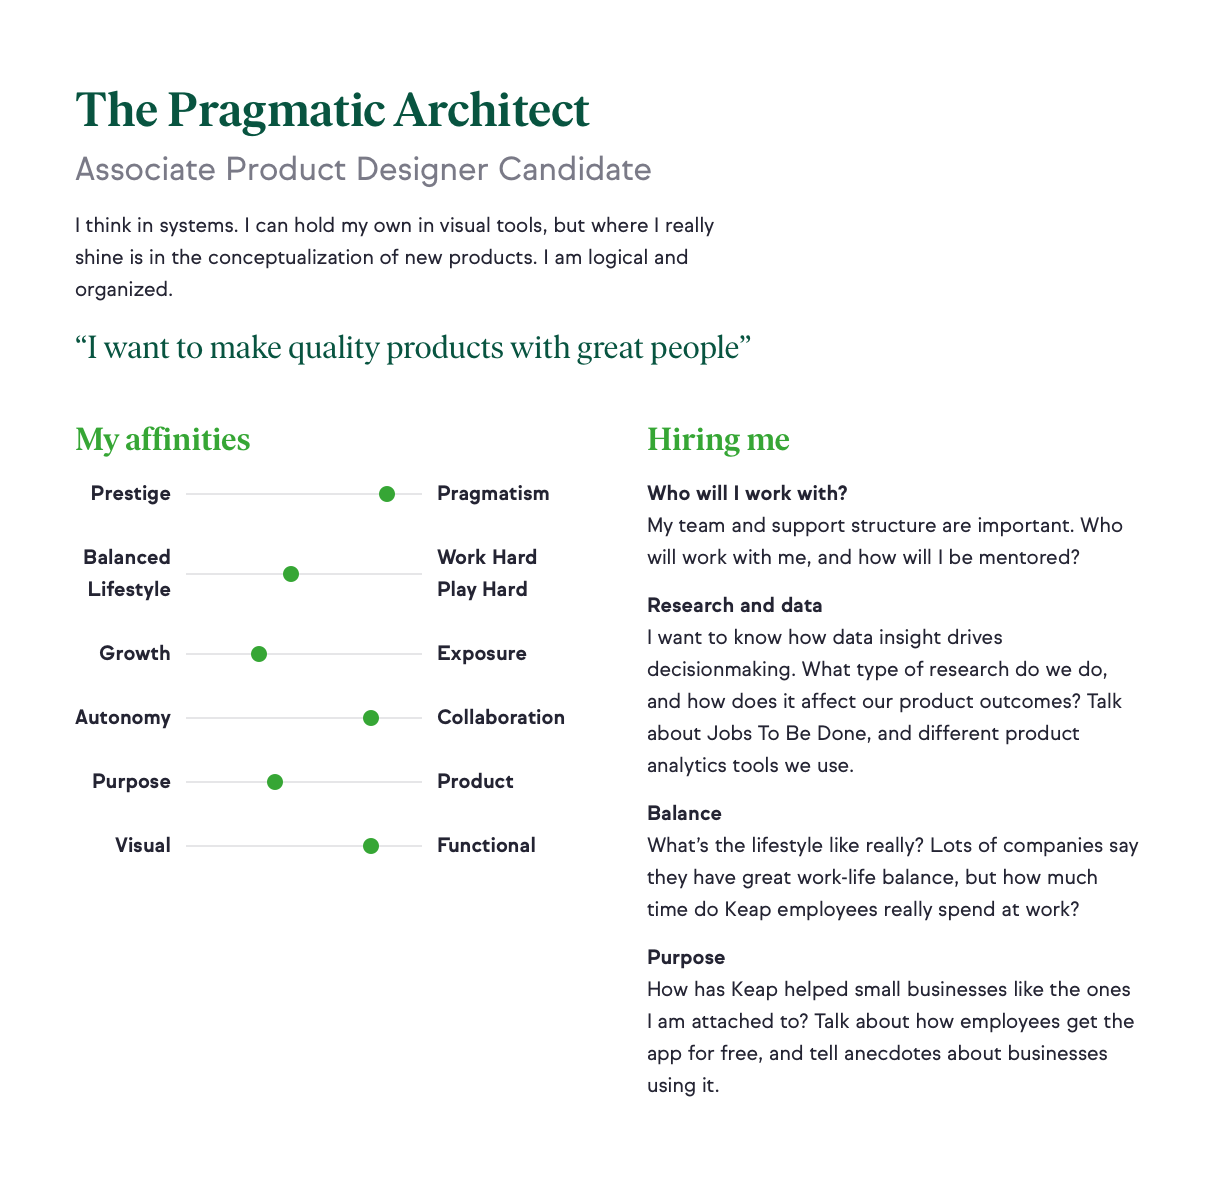 The Pragmatic Architect
Associate Product Designer Candidate
I think in systems. I can hold my own in visual tools, but where I really
shine is in the conceptualization of new products. I am logical and
organized.
“I want to make quality products with great people”
My affinities
Prestige Pragmatism
Balanced Work Hard
Lifestyle Play Hard
Growth Exposure
Autonomy Collaboration
Purpose Product
Visual Functional
Hiring me
Who will I work with?
My team and support structure are important. Who
will work with me, and how will I be mentored?
Research and data
I want to know how data insight drives
decisionmaking. What type of research do we do,
and how does it affect our product outcomes? Talk
about Jobs To Be Done, and different product
analytics tools we use.
Balance
What’s the lifestyle like really? Lots of companies say
they have great work-life balance, but how much
time do Keap employees really spend at work?
Purpose
How has Keap helped small businesses like the ones
I am attached to? Talk about how employees get the
app for free, and tell anecdotes about businesses
using it.